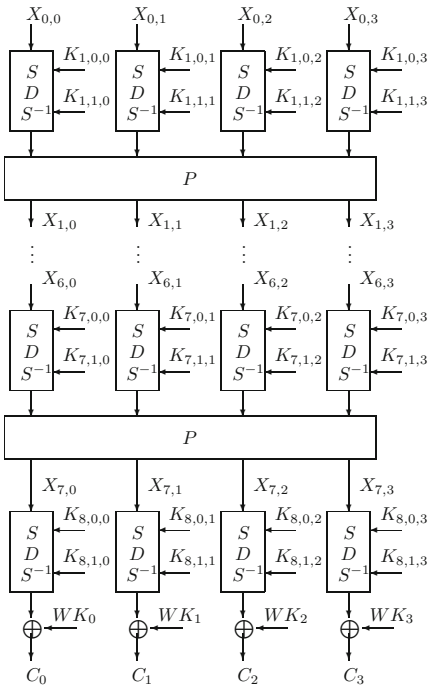 X0,0 X0,1 X0,2 X0,3
S K1,0,0 S K1,0,1 S K1,0,2 S K1,0,3
D D D D
S−1 K1,1,0 S−1 K1,1,1 S−1 K1,1,2 S−1 K1,1,3
P
X1,0 X1,1 X1,2 X1,3
⋮ ⋮ ⋮ ⋮
X6,0 X6,1 X6,2 X6,3
S K7,0,0 S K7,0,1 S K7,0,2 S K7,0,3
D D D D
S−1 K7,1,0 S−1 K7,1,1 S−1 K7,1,2 S−1 K7,1,3
P
X7,0 X7,1 X7,2 X7,3
S K8,0,0 S K8,0,1 S K8,0,2 S K8,0,3
D D D D
S−1 K8,1,0 S−1 K8,1,1 S−1 K8,1,2 S−1 K8,1,3
WK0 WK1 WK2 WK3
C0 C1 C2 C3